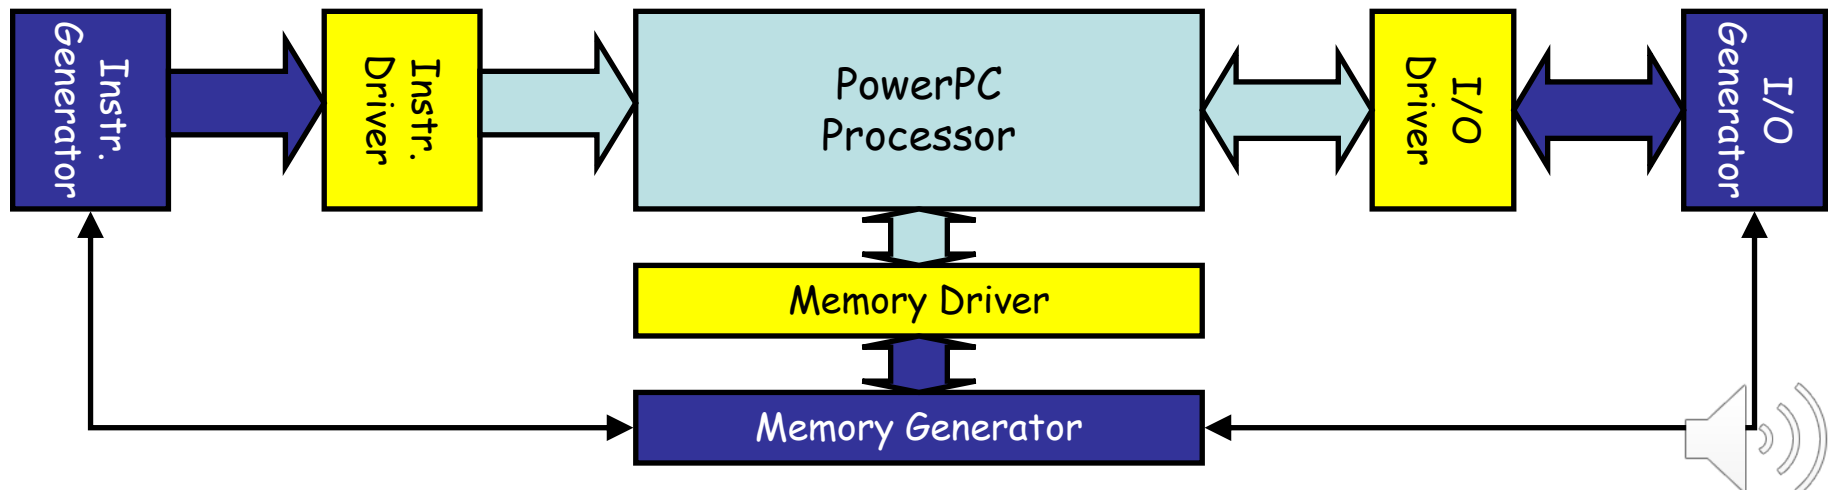 Instr.
Generator
Instr.
Driver
PowerPC
Processor
I/O
Driver
I/O
Generator
Memory Driver
Memory Generator